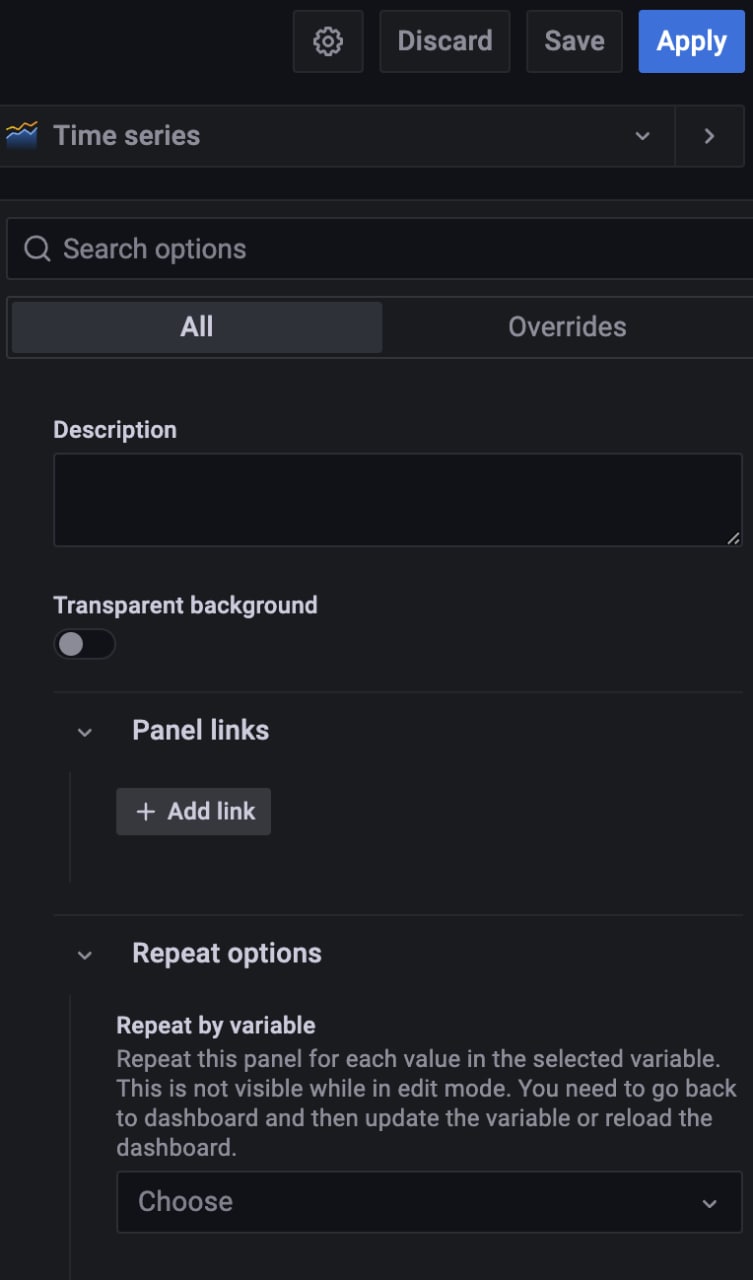 Discard Save Apply
Time series
Search options
All Overrides
Description
Transparent background
Panel links
+ Add link
Repeat options
Repeat by variable
Repeat this panel for each value in the selected variable.
This is not visible while in edit mode. You need to go back
to dashboard and then update the variable or reload the
dashboard.
Choose